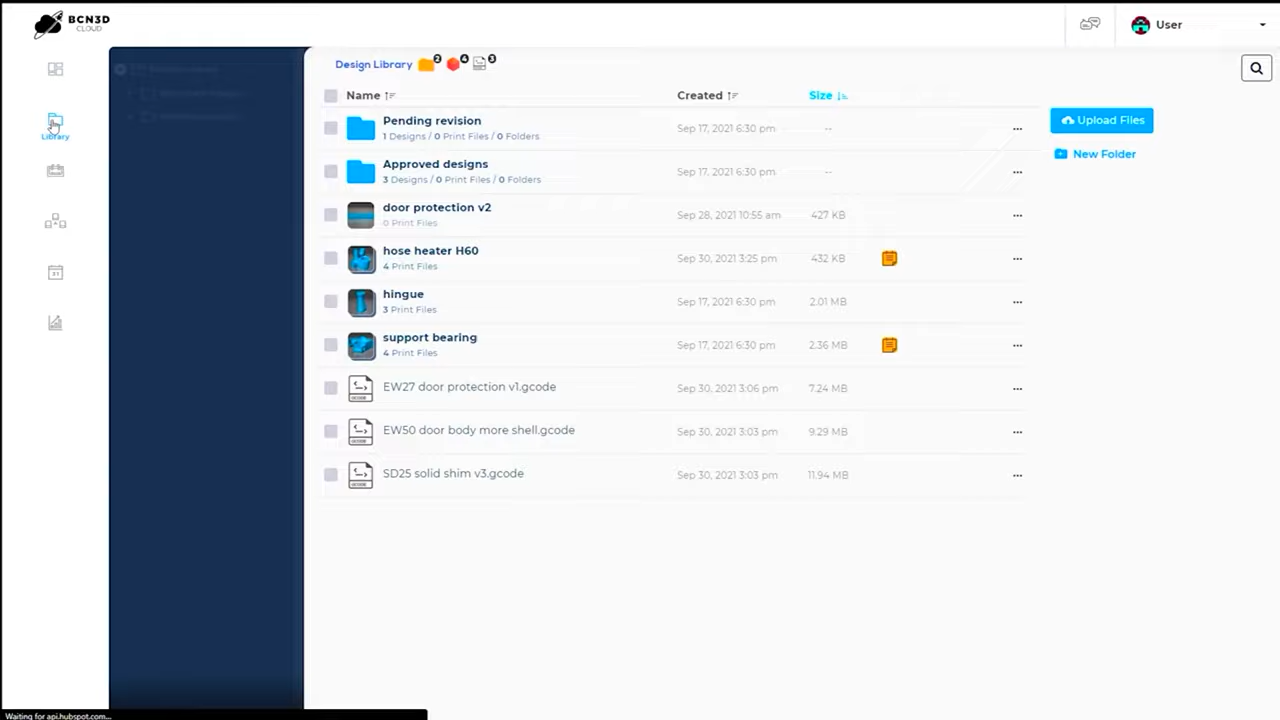 BCN3D
CLOUD
User
Library
31
Design Library 2 4 3
Name
Created
Size
Upload Files
New Folder
Pending revision
1 Designs / 0 Print Files / 0 Folders
Sep 17, 2021 6:30 pm
--
...
Approved designs
3 Designs / 0 Print Files / 0 Folders
Sep 17, 2021 6:30 pm
--
...
door protection v2
0 Print Files
Sep 28, 2021 10:55 am
427 KB
...
hose heater H60
4 Print Files
Sep 30, 2021 3:25 pm
432 KB
...
hingue
3 Print Files
Sep 17, 2021 6:30 pm
2.01 MB
...
support bearing
4 Print Files
Sep 17, 2021 6:30 pm
2.36 MB
...
EW27 door protection v1.gcode
Sep 30, 2021 3:06 pm
7.24 MB
...
EW50 door body more shell.gcode
Sep 30, 2021 3:03 pm
9.29 MB
...
SD25 solid shim v3.gcode
Sep 30, 2021 3:03 pm
11.94 MB
...
Waiting for api.hubspot.com...